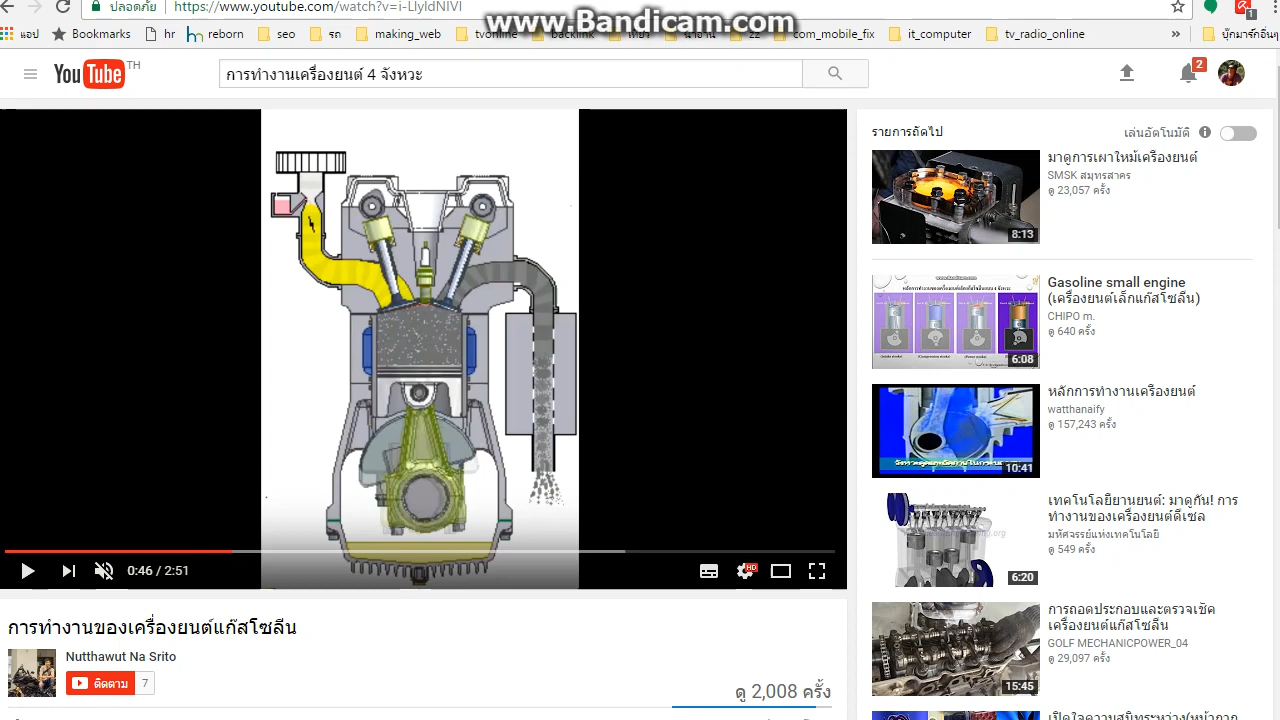 ปลอดภัย https://www.youtube.com/watch?v=i-LIyIdNIVI
www.Bandicam.com
1
แอป Bookmarks hr reborn seo รถ making_web tvonline backlink zz com_mobile_fix it_computer tv_radio_online » บุ๊กมาร์กอื่นๆ
YouTube TH
การทำงานเครื่องยนต์ 4 จังหวะ
2
รายการถัดไป
เล่นอัตโนมัติ
มาดูการเผาไหม้เครื่องยนต์
SMSK สมุทรสาคร
ดู 23,057 ครั้ง
8:13
Gasoline small engine
(เครื่องยนต์เล็กแก๊สโซลีน)
CHIPO m.
ดู 640 ครั้ง
6:08
หลักการทำงานเครื่องยนต์
watthanaify
ดู 157,243 ครั้ง
10:41
เทคโนโลยียานยนต์: มาดูกัน! การ
ทำงานของเครื่องยนต์ดีเซล
มหัศจรรย์แห่งเทคโนโลยี
ดู 549 ครั้ง
6:20
การถอดประกอบและตรวจเช็ค
เครื่องยนต์แก๊สโซลีน
GOLF MECHANICPOWER_04
ดู 29,097 ครั้ง
15:45
0:46 / 2:51
HD
การทำงานของเครื่องยนต์แก๊สโซลีน
Nutthawut Na Srito
ติดตาม 7
ดู 2,008 ครั้ง